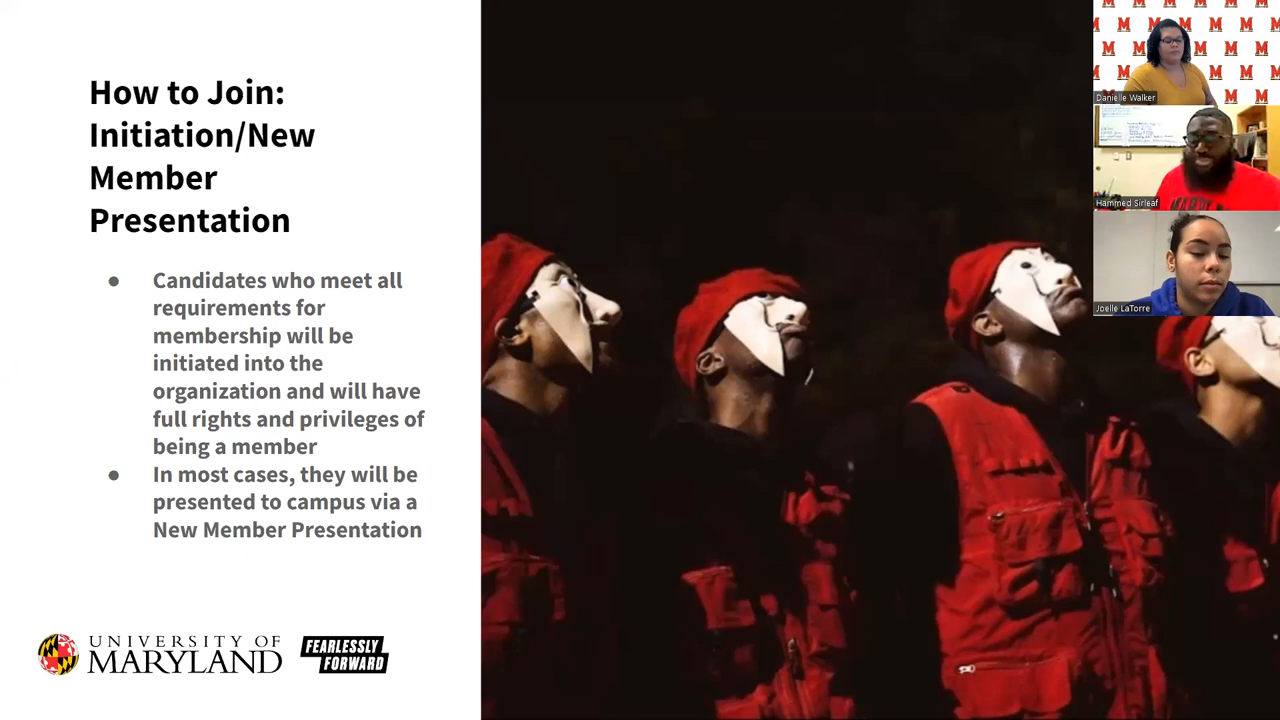 How to Join:
Initiation/New
Member
Presentation
● Candidates who meet all
requirements for
membership will be
initiated into the
organization and will have
full rights and privileges of
being a member
● In most cases, they will be
presented to campus via a
New Member Presentation
UNIVERSITY OF
MARYLAND
FEARLESSLY
FORWARD
Danielle Walker
Hammed Sirleaf
Joelle LaTorre